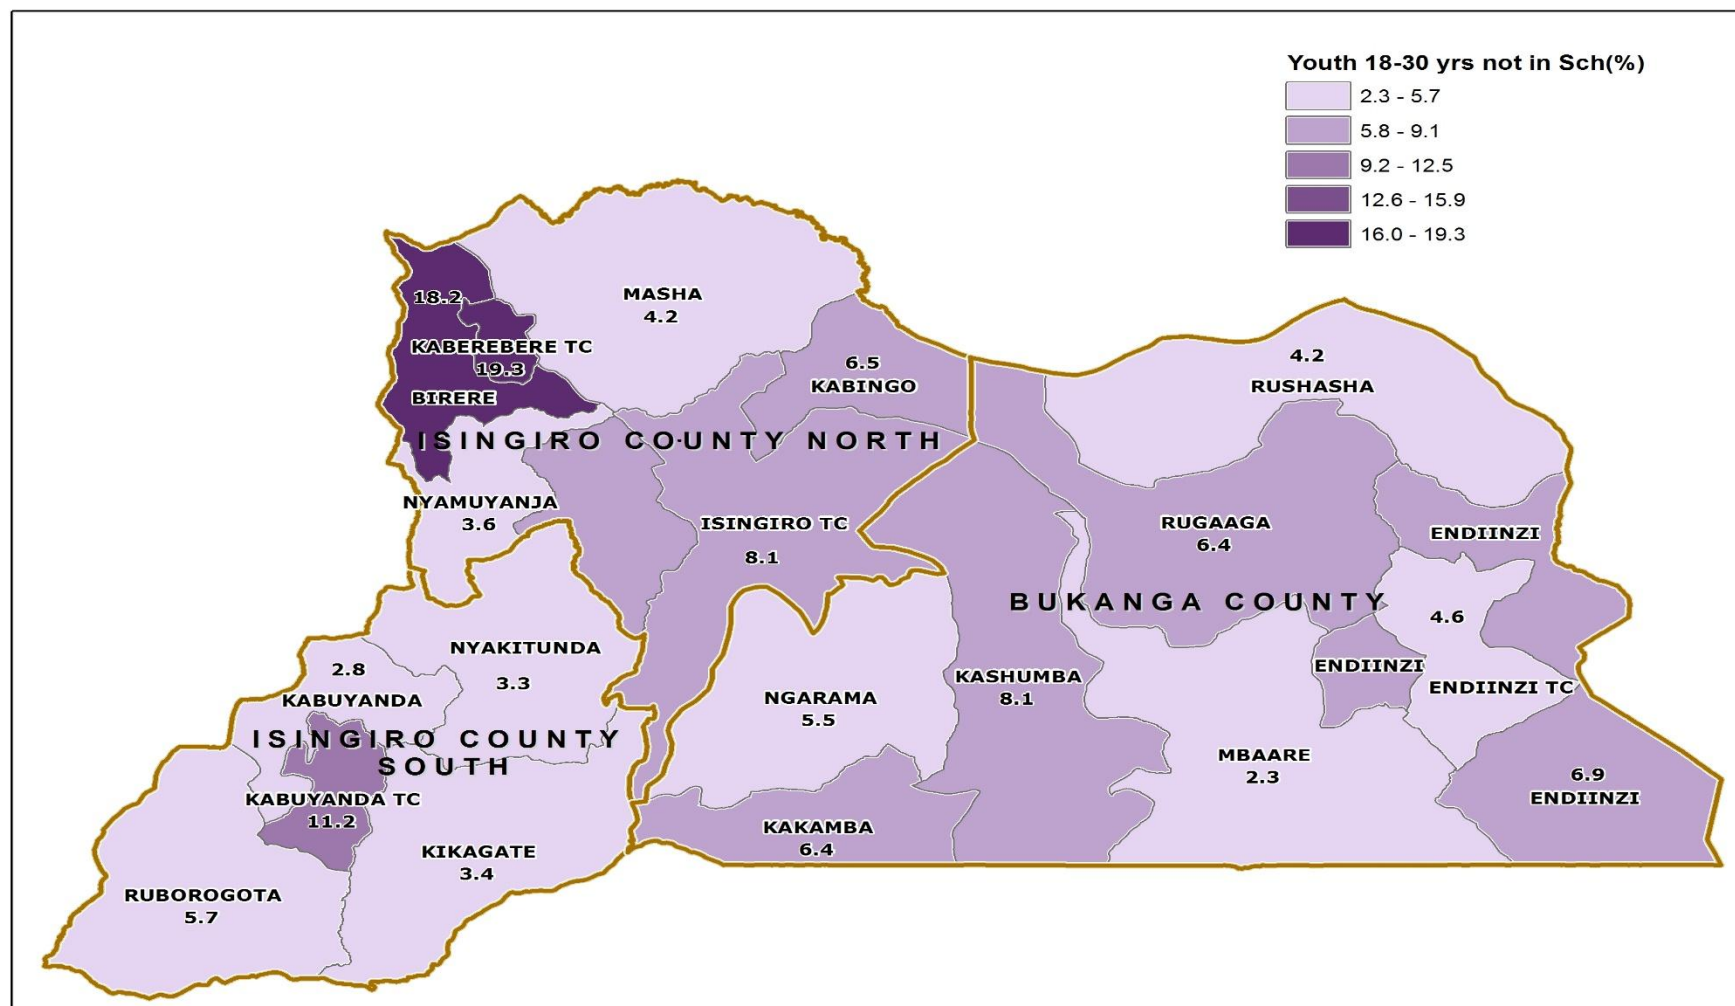 Youth 18-30 yrs not in Sch(%)
2.3 - 5.7
5.8 - 9.1
9.2 - 12.5
12.6 - 15.9
16.0 - 19.3
MASHA
4.2
18.2
KABEREBERE TC
19.3
BIRERE
6.5
KABINGO
4.2
RUSHASHA
ISINGIRO COUNTY NORTH
NYAMUYANJA
3.6
ISINGIRO TC
8.1
RUGAAGA
6.4
ENDIINZI
BUKANGA COUNTY
4.6
NYAKITUNDA
3.3
2.8
KABUYANDA
NGARAMA
5.5
KASHUMBA
8.1
ENDIINZI
ENDIINZI TC
ISINGIRO COUNTY
SOUTH
MBAARE
2.3
6.9
ENDIINZI
KABUYANDA TC
11.2
KAKAMBA
6.4
KIKAGATE
3.4
RUBOROGOTA
5.7